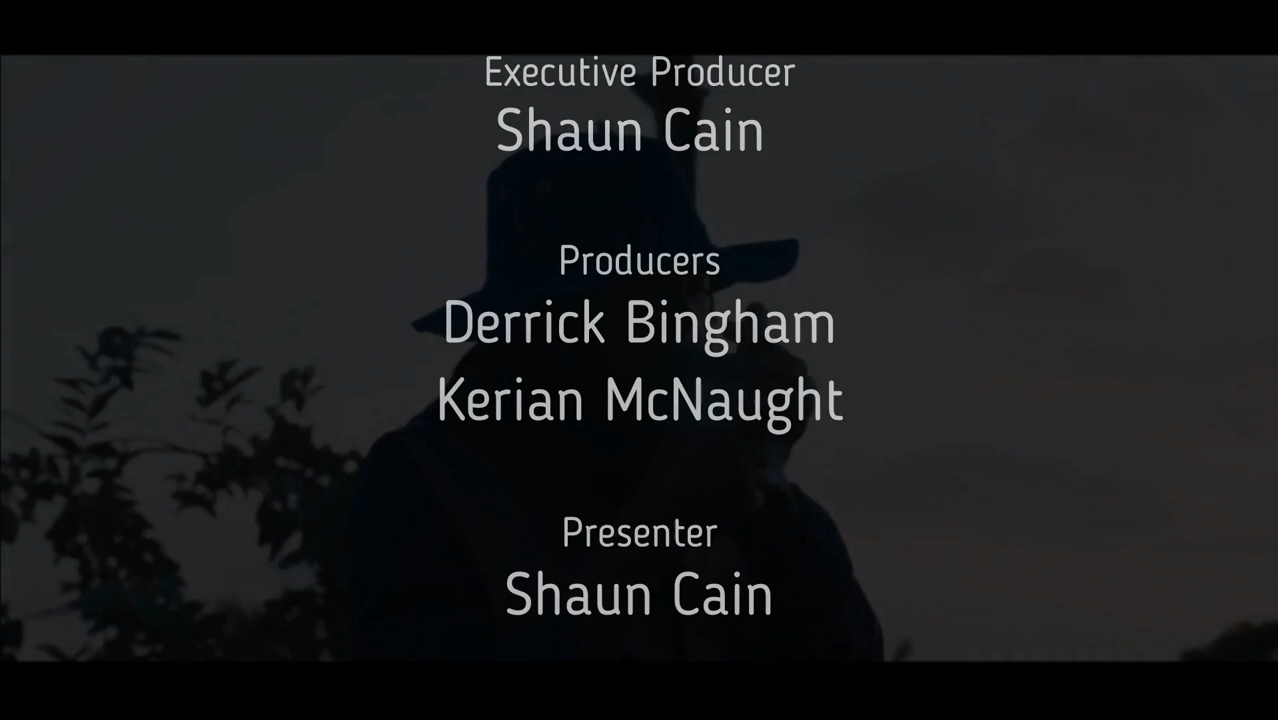 Executive Producer
Shaun Cain
Producers
Derrick Bingham
Kerian McNaught
Presenter
Shaun Cain